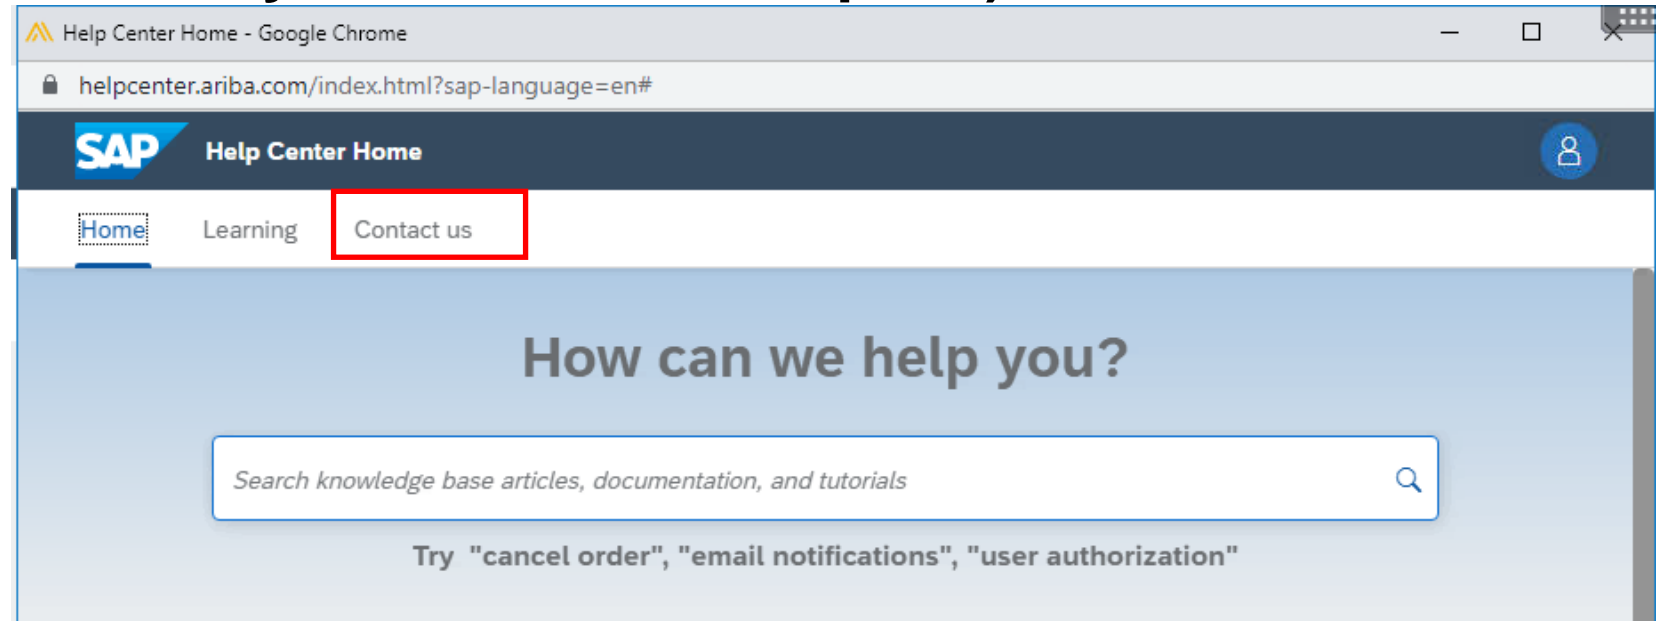 Help Center Home - Google Chrome
helpcenter.ariba.com/index.html?sap-language=en#
SAP Help Center Home
Home Learning Contact us
How can we help you?
Search knowledge base articles, documentation, and tutorials
Try "cancel order", "email notifications", "user authorization"